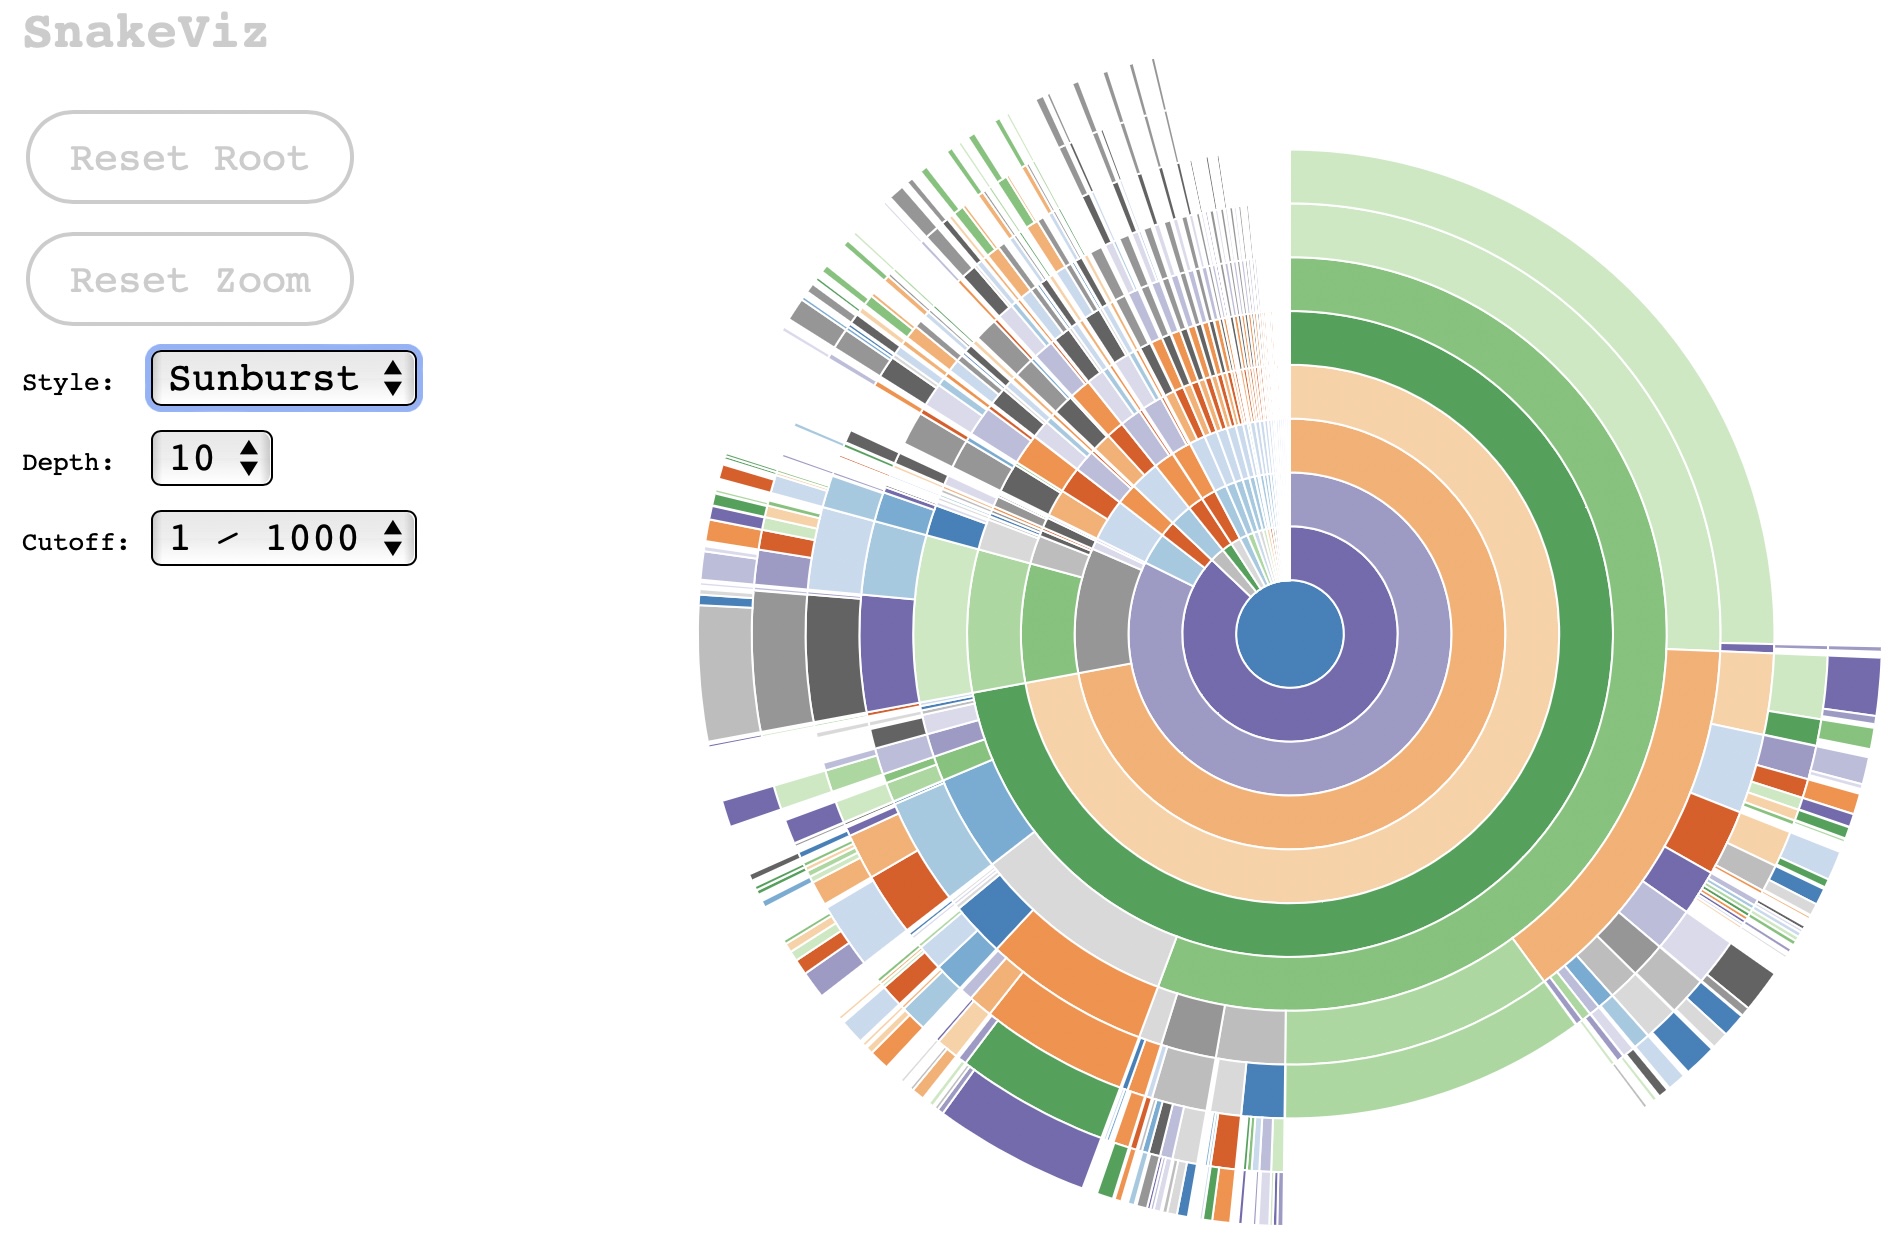 SnakeViz
Reset Root
Reset Zoom
Style: Sunburst
Depth: 10
Cutoff: 1 / 1000